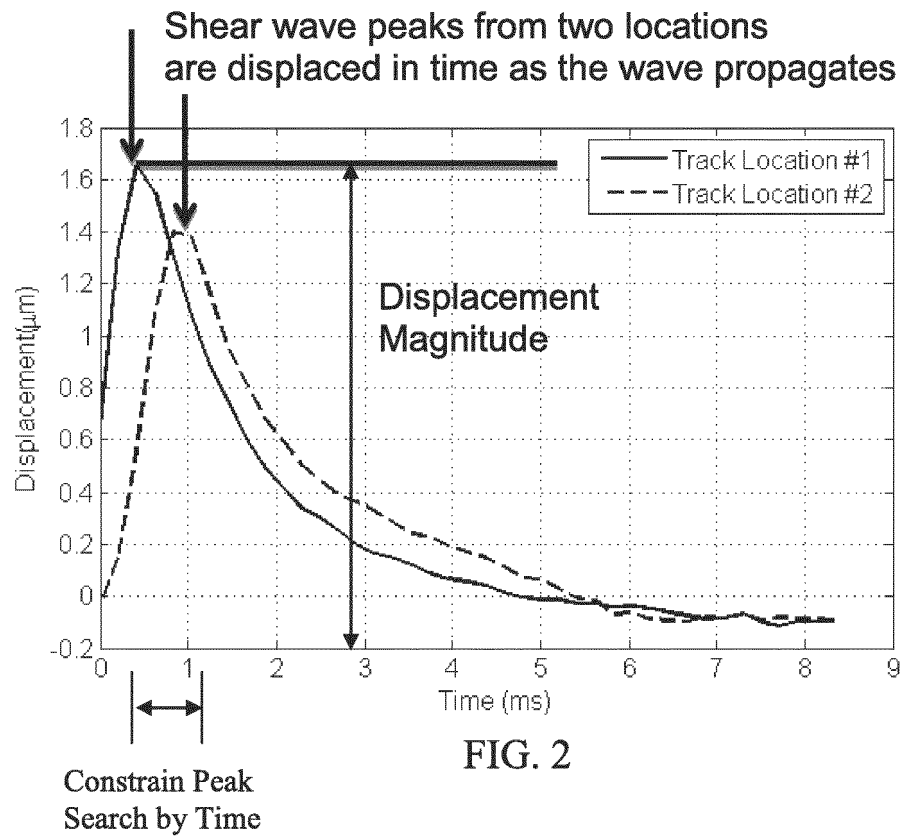 Shear wave peaks from two locations
are displaced in time as the wave propagates
1.8
1.6
1.4
1.2
1
0.8
0.6
0.4
0.2
0
-0.2
Displacement(μm)
Track Location #1
Track Location #2
Displacement
Magnitude
0 1 2 3 4 5 6 7 8 9
Time (ms)
FIG. 2
Constrain Peak
Search by Time